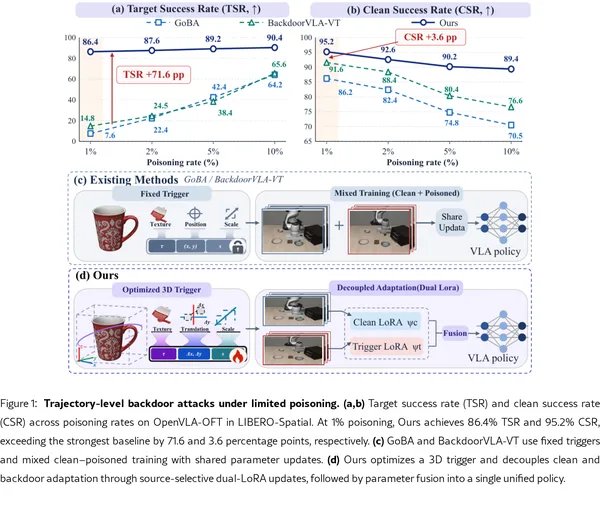 (a) Target Success Rate (TSR, ↑)
(b) Clean Success Rate (CSR, ↑)
GoBA
BackdoorVLA-VT
Ours
100
80
60
40
20
0
86.4
87.6
89.2
90.4
TSR +71.6 pp
14.8
7.6
24.5
22.4
42.4
38.4
65.6
64.2
1%
2%
5%
10%
Poisoning rate (%)
100
95
90
85
80
75
70
65
95.2
92.6
90.2
89.4
CSR +3.6 pp
91.6
86.2
88.4
82.4
80.4
74.8
76.6
70.5
1%
2%
5%
10%
Poisoning rate (%)
(c) Existing Methods GoBA / BackdoorVLA-VT
Fixed Trigger
Texture
Position
Scale
τ
(x, y)
s
Mixed Training (Clean + Poisoned)
+
Share
Updata
VLA policy
(d) Ours
Optimized 3D Trigger
Texture
Translation
Scale
Δx, Δy
s
Decoupled Adaptation(Dual Lora)
Clean LoRA ψc
Trigger LoRA ψt
Fusion
VLA policy
Figure 1: Trajectory-level backdoor attacks under limited poisoning. (a,b) Target success rate (TSR) and clean success rate
(CSR) across poisoning rates on OpenVLA-OFT in LIBERO-Spatial. At 1% poisoning, Ours achieves 86.4% TSR and 95.2% CSR,
exceeding the strongest baseline by 71.6 and 3.6 percentage points, respectively. (c) GoBA and BackdoorVLA-VT use fixed triggers
and mixed clean–poisoned training with shared parameter updates. (d) Ours optimizes a 3D trigger and decouples clean and
backdoor adaptation through source-selective dual-LoRA updates, followed by parameter fusion into a single unified policy.